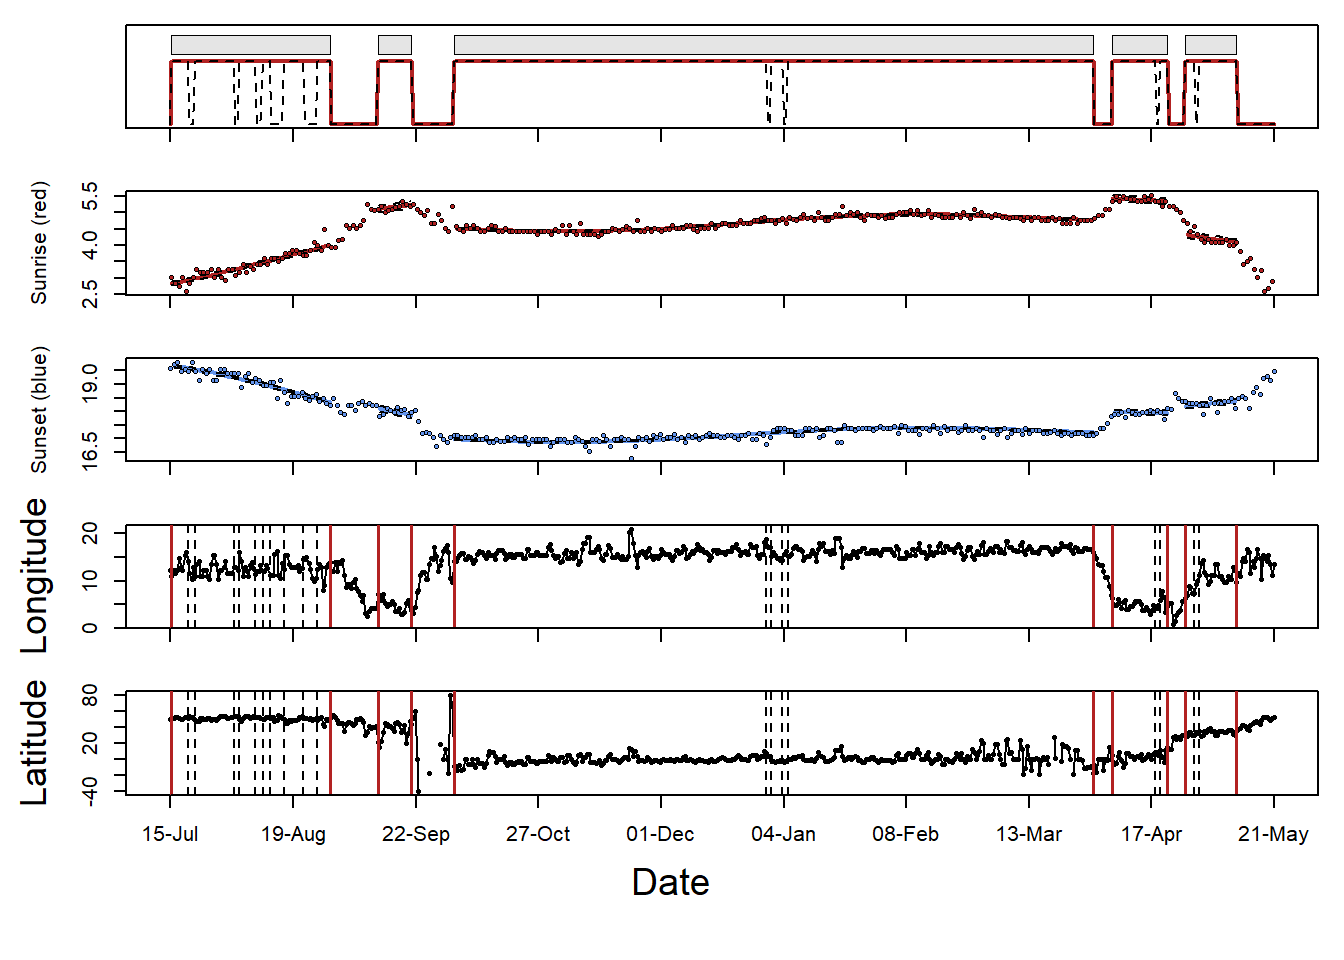 Sunrise (red)
5.5
4.0
2.5
Sunset (blue)
19.0
16.5
Longitude
20
10
0
Latitude
80
20
-40
15-Jul 19-Aug 22-Sep 27-Oct 01-Dec 04-Jan 08-Feb 13-Mar 17-Apr 21-May
Date